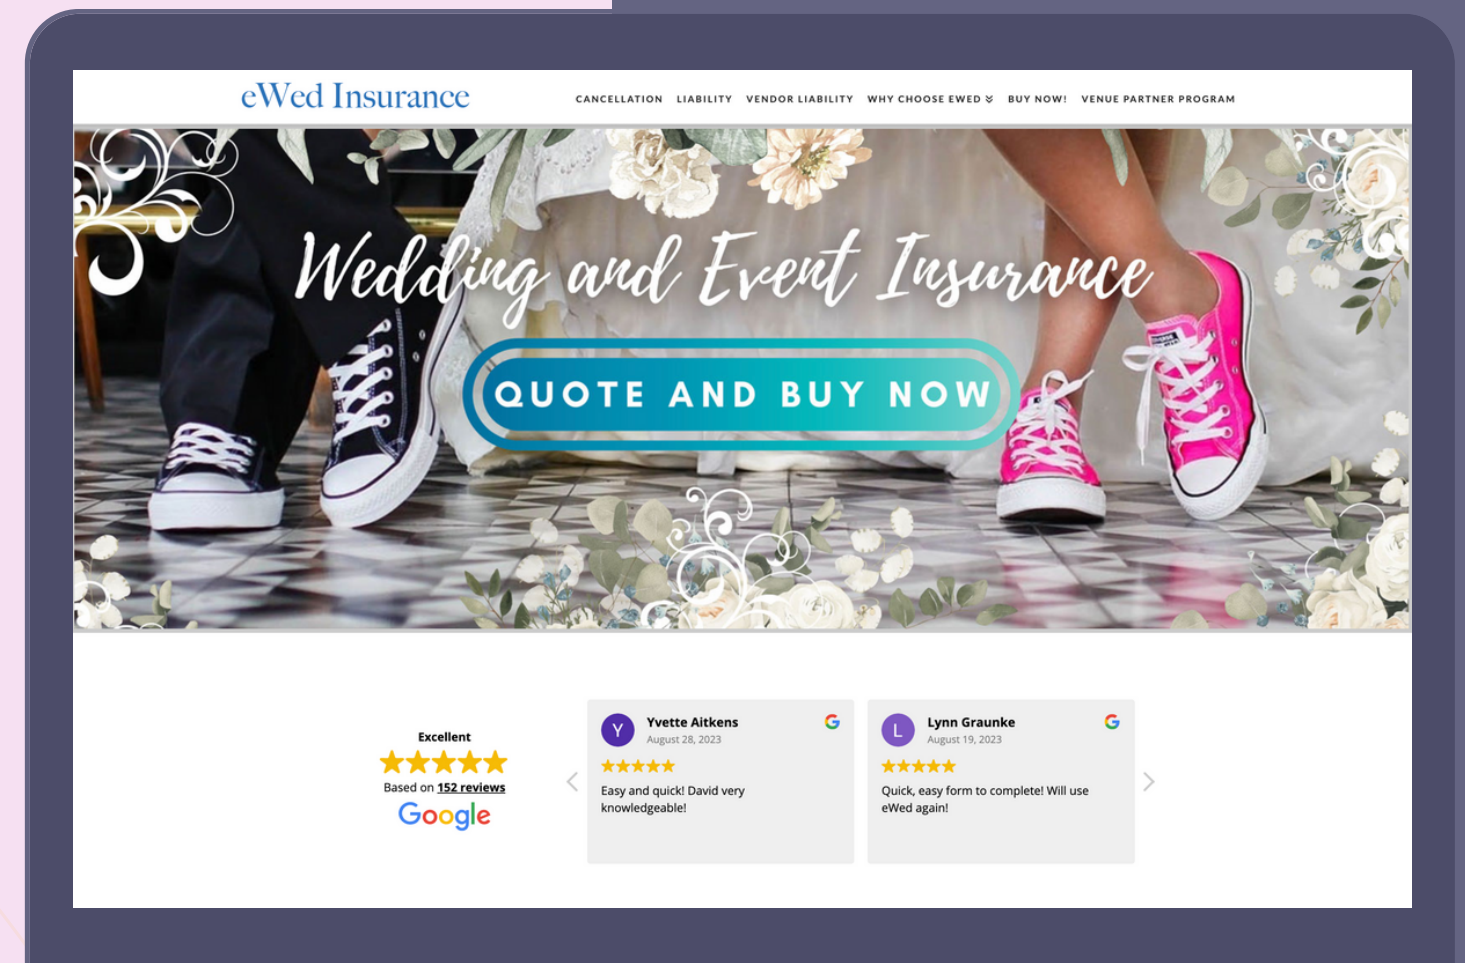 eWed Insurance
CANCELLATION LIABILITY VENDOR LIABILITY WHY CHOOSE EWED BUY NOW! VENUE PARTNER PROGRAM
Wedding and Event Insurance
QUOTE AND BUY NOW
Excellent
Based on 152 reviews
Google
Y
Yvette Aitkens
August 28, 2023
Easy and quick! David very
knowledgeable!
L
Lynn Graunke
August 19, 2023
Quick, easy form to complete! Will use
eWed again!